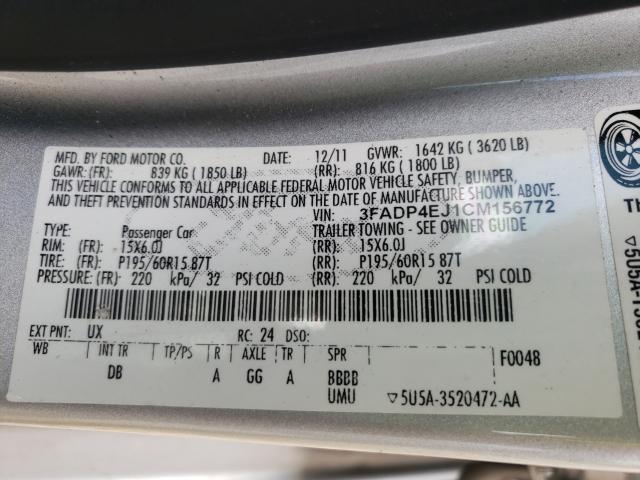 MFD. BY FORD MOTOR CO. DATE: 12/11 GVWR: 1642 KG ( 3620 LB)
GAWR: (FR): 839 KG ( 1850 LB) (RR): 816 KG ( 1800 LB)
THIS VEHICLE CONFORMS TO ALL APPLICABLE FEDERAL MOTOR VEHICLE SAFETY, BUMPER,
AND THEFT PREVENTION STANDARDS IN EFFECT ON THE DATE OF MANUFACTURE SHOWN ABOVE.
VIN: 3FADP4EJ1CM156772
TYPE: Passenger Car TRAILER TOWING - SEE OWNER GUIDE
RIM: (FR): 15X6.0J (RR): 15X6.0J
TIRE: (FR): P195/60R15 87T (RR): P195/60R15 87T
PRESSURE: (FR): 220 kPa/ 32 PSI COLD (RR): 220 kPa/ 32 PSI COLD
EXT PNT: UX RC: 24 DSO:
WB INT TR TP/PS R AXLE TR SPR F0048
DB A GG A BBBB
UMU ▽5U5A-3520472-AA